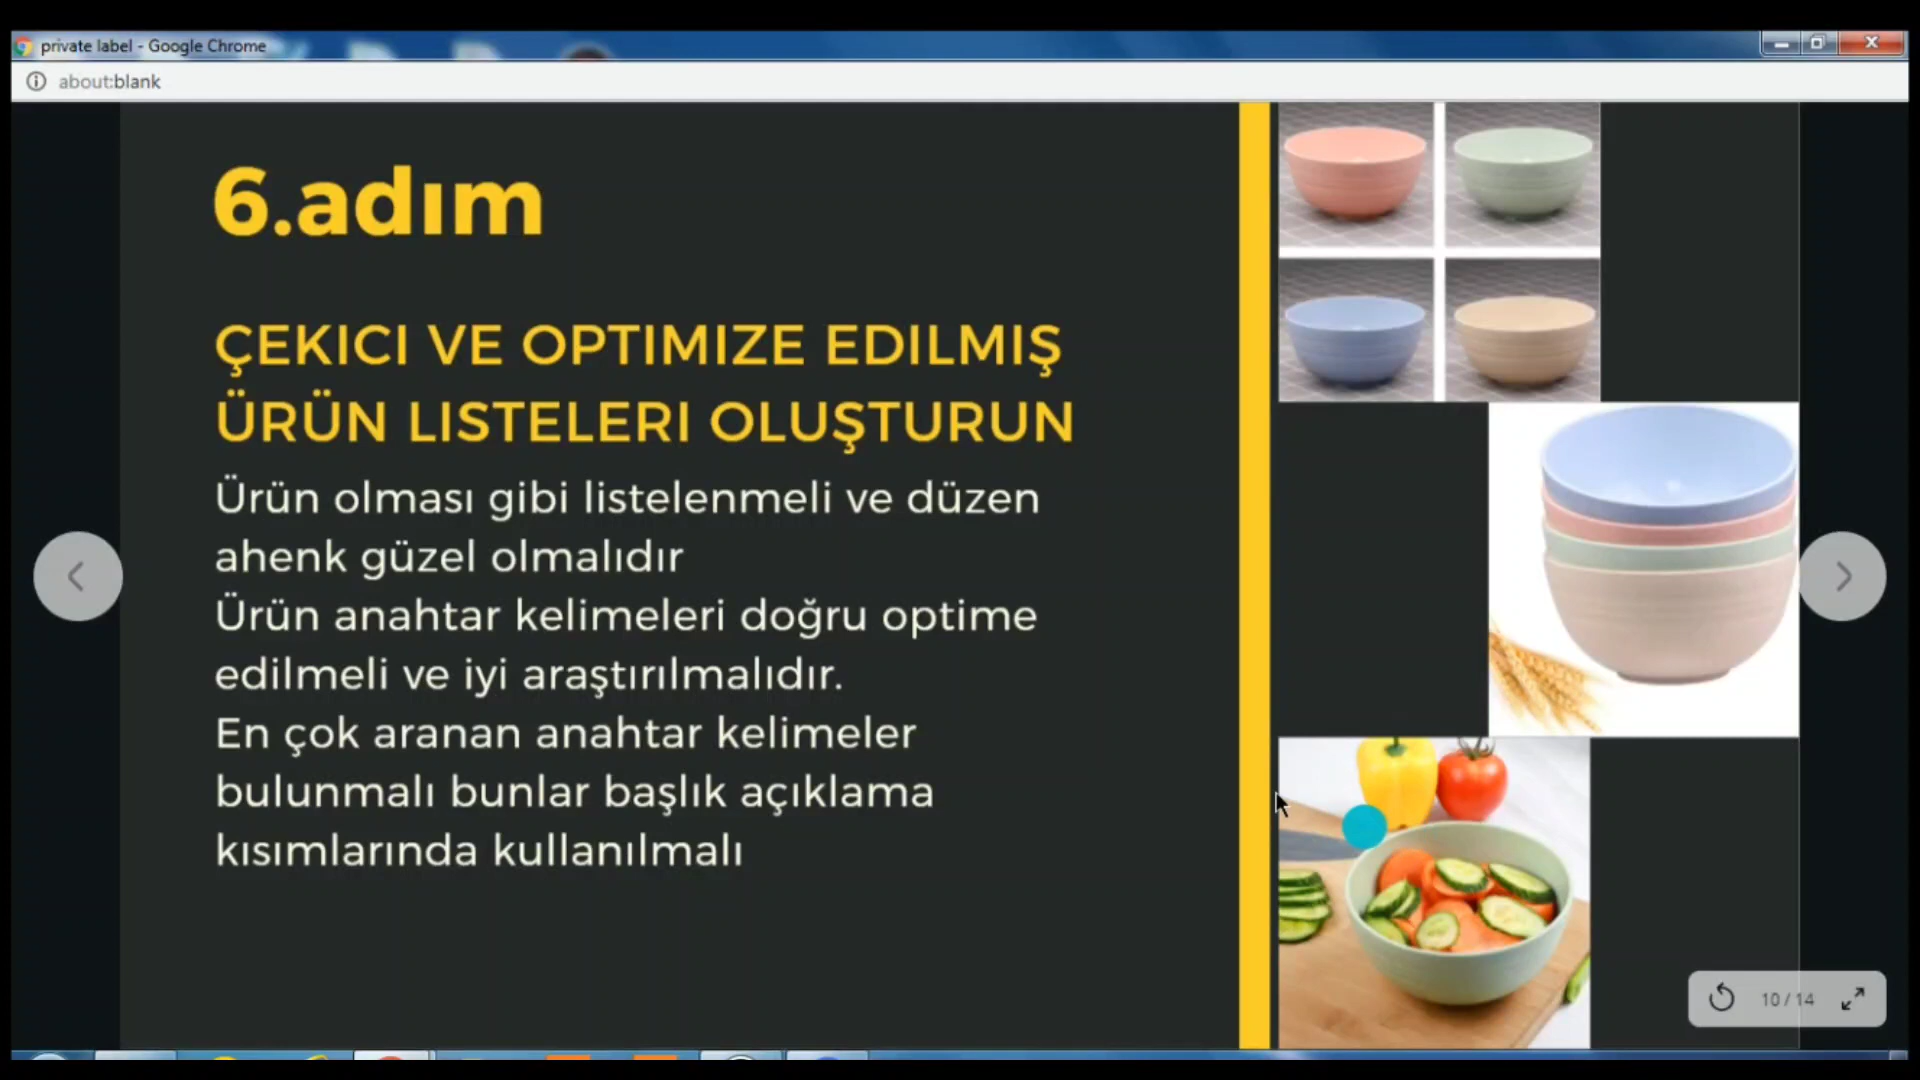 private label - Google Chrome
about:blank
6.adım
ÇEKICI VE OPTIMIZE EDILMIŞ
ÜRÜN LISTELERI OLUŞTURUN
Ürün olması gibi listelenmeli ve düzen
ahenk güzel olmalıdır
Ürün anahtar kelimeleri doğru optime
edilmeli ve iyi araştırılmalıdır.
En çok aranan anahtar kelimeler
bulunmalı bunlar başlık açıklama
kısımlarında kullanılmalı
10 / 14